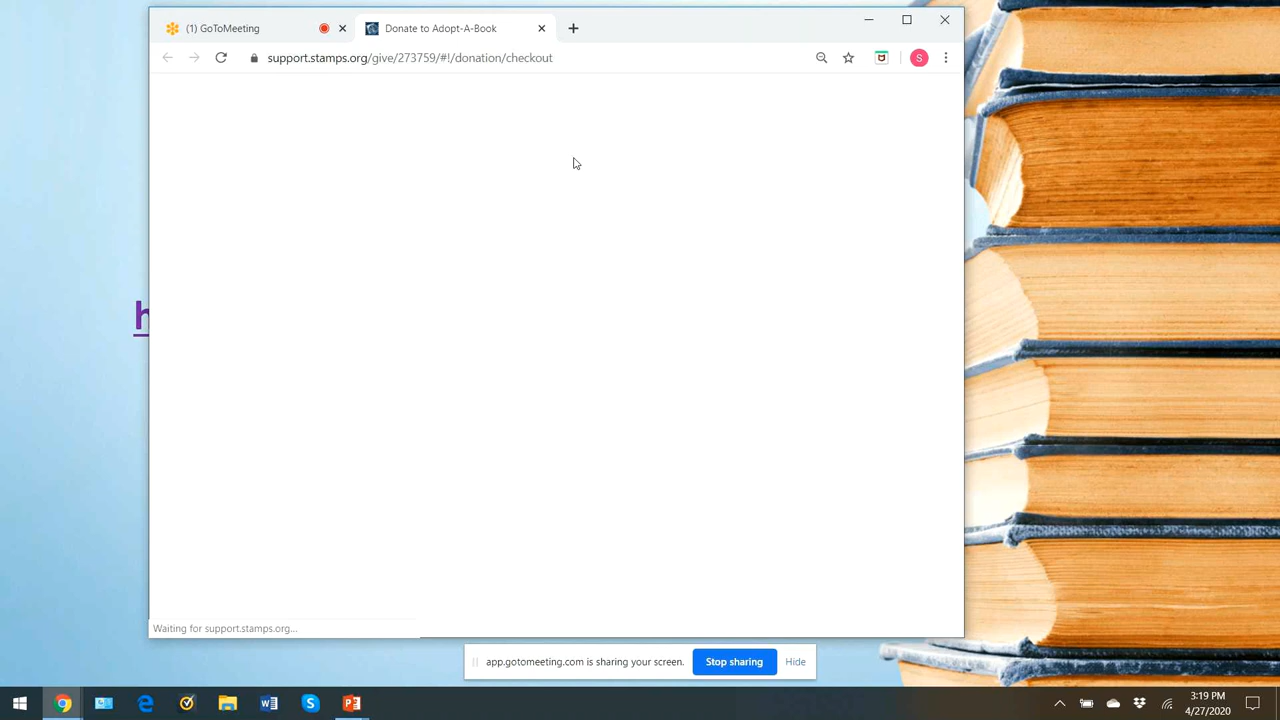 (1) GoToMeeting
Donate to Adopt-A-Book
support.stamps.org/give/273759/#!/donation/checkout
S
h
Waiting for support.stamps.org...
app.gotomeeting.com is sharing your screen.
Stop sharing
Hide
3:19 PM
4/27/2020